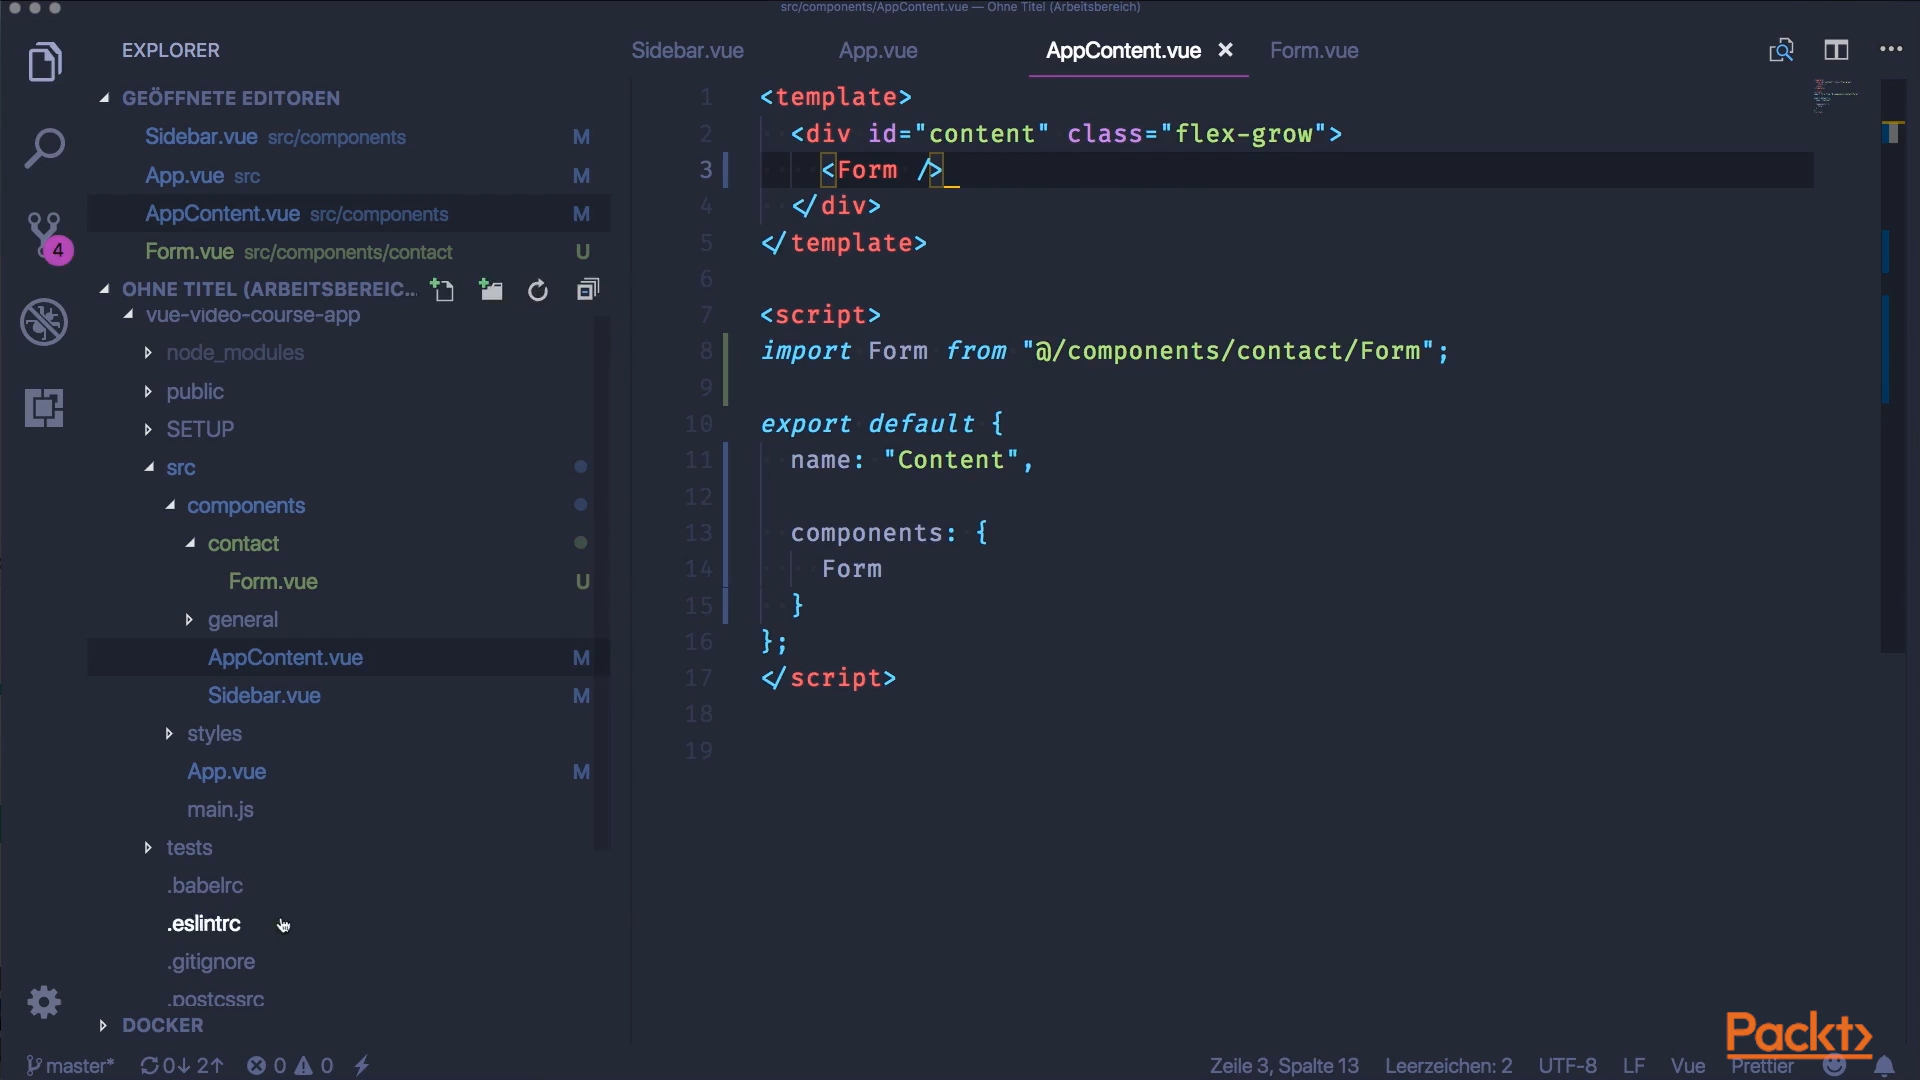 src/components/AppContent.vue — Ohne Titel (Arbeitsbereich)
EXPLORER
GEÖFFNETE EDITOREN
Sidebar.vue src/components M
App.vue src M
AppContent.vue src/components M
Form.vue src/components/contact U
4
OHNE TITEL (ARBEITSBEREIC...
vue-video-course-app
node_modules
public
SETUP
src
components
contact
Form.vue U
general
AppContent.vue M
Sidebar.vue M
styles
App.vue M
main.js
tests
.babelrc
.eslintrc
.gitignore
.postcssrc
DOCKER
Sidebar.vue App.vue AppContent.vue × Form.vue
1 <template>
2 <div id="content" class="flex-grow">
3 <Form />
4 </div>
5 </template>
6
7 <script>
8 import Form from "@/components/contact/Form";
9
10 export default {
11 name: "Content",
12
13 components: {
14 Form
15 }
16 };
17 </script>
18
19
Packt>
master* 0↓ 2↑ 0 0 Zeile 3, Spalte 13 Leerzeichen: 2 UTF-8 LF Vue Prettier